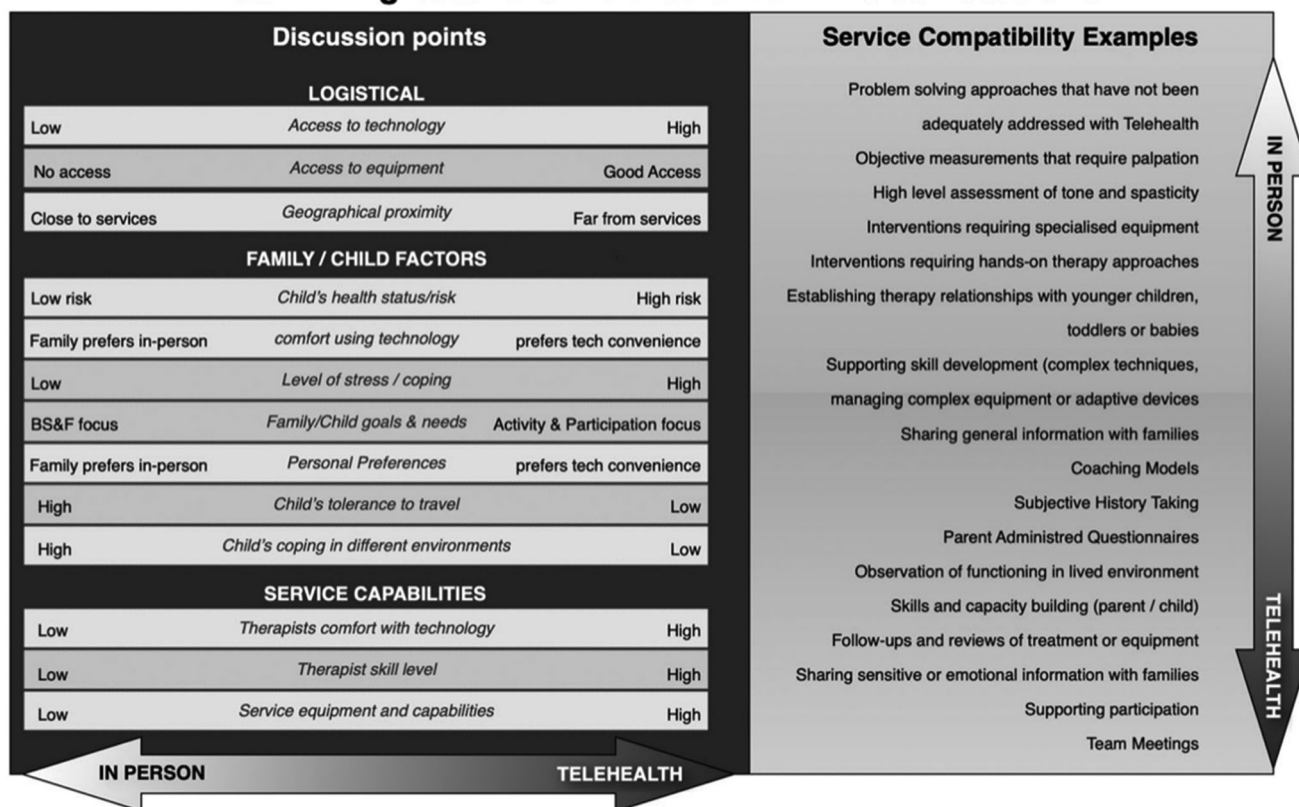 Discussion points
LOGISTICAL
Low Access to technology High
No access Access to equipment Good Access
Close to services Geographical proximity Far from services
FAMILY / CHILD FACTORS
Low risk Child's health status/risk High risk
Family prefers in-person comfort using technology prefers tech convenience
Low Level of stress / coping High
BS&F focus Family/Child goals & needs Activity & Participation focus
Family prefers in-person Personal Preferences prefers tech convenience
High Child's tolerance to travel Low
High Child's coping in different environments Low
SERVICE CAPABILITIES
Low Therapists comfort with technology High
Low Therapist skill level High
Low Service equipment and capabilities High
IN PERSON TELEHEALTH
Service Compatibility Examples
Problem solving approaches that have not been
adequately addressed with Telehealth
Objective measurements that require palpation
High level assessment of tone and spasticity
Interventions requiring specialised equipment
Interventions requiring hands-on therapy approaches
Establishing therapy relationships with younger children,
toddlers or babies
Supporting skill development (complex techniques,
managing complex equipment or adaptive devices
Sharing general information with families
Coaching Models
Subjective History Taking
Parent Administred Questionnaires
Observation of functioning in lived environment
Skills and capacity building (parent / child)
Follow-ups and reviews of treatment or equipment
Sharing sensitive or emotional information with families
Supporting participation
Team Meetings
IN PERSON
TELEHEALTH